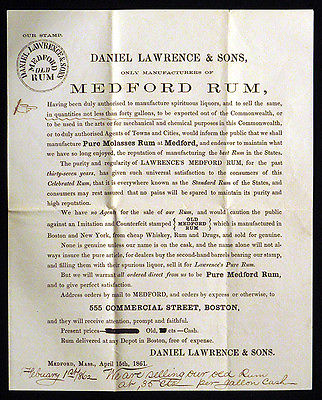 OUR STAMP.
DANIEL LAWRENCE & SONS
MEDFORD
OLD
RUM
DANIEL LAWRENCE & SONS,
ONLY MANUFACTURERS OF
MEDFORD RUM,
Having been duly authorised to manufacture spirituous liquors, and to sell the same,
in quantities not less than forty gallons, to be exported out of the Commonwealth, or
to be used in the arts or for mechanical and chemical purposes in this Commonwealth,
or to duly authorised Agents of Towns and Cities, would inform the public that we shall
manufacture Pure Molasses Rum at Medford, and endeavor to maintain what
we have so long enjoyed, the reputation of manufacturing the best Rum in the States.
The purity and regularity of LAWRENCE'S MEDFORD RUM, for the past
thirty-seven years, has given such universal satisfaction to the consumers of this
Celebrated Rum, that it is everywhere known as the Standard Rum of the States, and
consumers may rest assured that no pains will be spared to maintain its purity and
high reputation.
We have no Agent for the sale of our Rum, and would caution the public
against an Imitation and Counterfeit stamped { OLD MEDFORD RUM } which is manufactured in
Boston and New York, from cheap Whiskey, Rum and Drugs, and sold for genuine.
None is genuine unless our name is on the cask, and the name alone will not al-
ways insure the pure article, for dealers buy the second-hand barrels bearing our stamp,
and filling them with their spurious liquor, sell it for Lawrence's Pure Rum.
But we will warrant all ordered direct from us to be Pure Medford Rum,
and to give perfect satisfaction.
Address orders by mail to MEDFORD, and orders by express or otherwise, to
555 COMMERCIAL STREET, BOSTON,
and they will receive attention, prompt and faithful.
Present prices— Old, cts—Cash.
Rum delivered at any Depot in Boston, free of expense.
DANIEL LAWRENCE & SONS.
MEDFORD, Mass., April 15th, 1861.
February 1862 We are selling our old Rum
at 35 cts per gallon cash